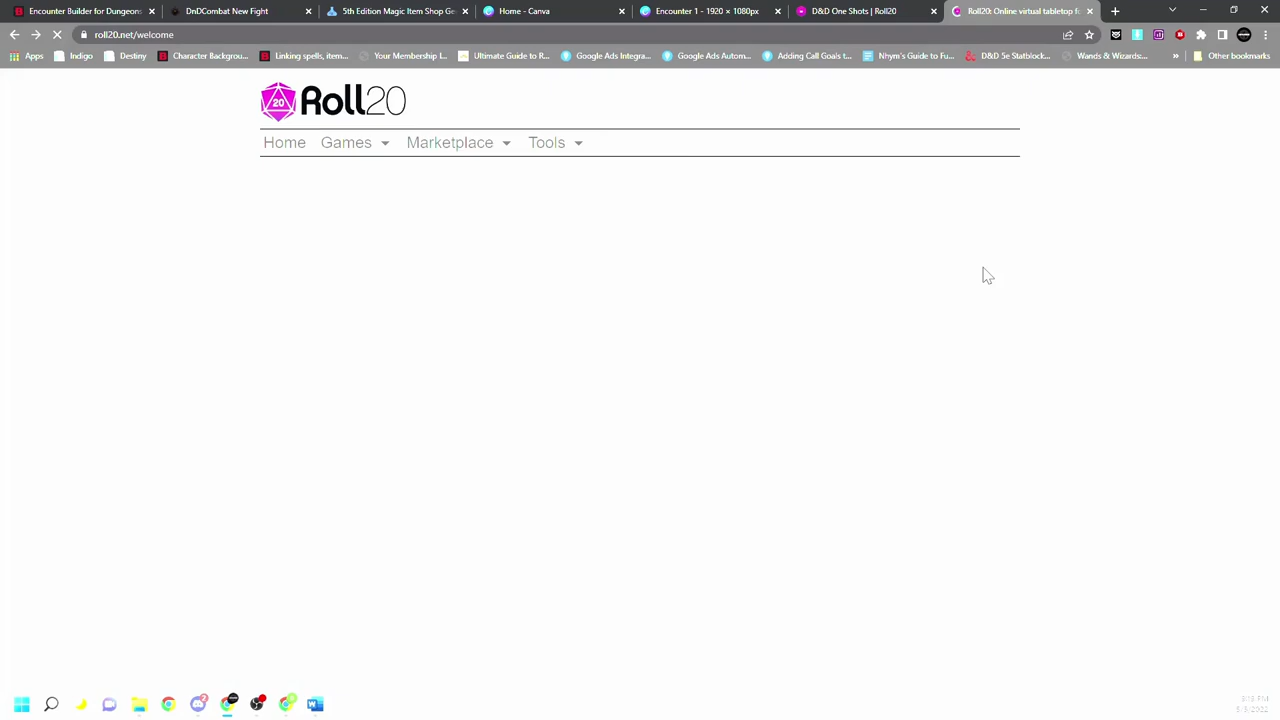 Encounter Builder for Dungeons
DnDCombat New Fight
5th Edition Magic Item Shop Ge
Home - Canva
Encounter 1 - 1920 × 1080px
D&D One Shots | Roll20
Roll20: Online virtual tabletop fo
roll20.net/welcome
Apps
Indigo
Destiny
Character Backgrou...
Linking spells, item...
Your Membership I...
Ultimate Guide to R...
Google Ads Integra...
Google Ads Autom...
Adding Call Goals t...
Nhym's Guide to Fu...
D&D 5e Statblock...
Wands & Wizards:...
»
Other bookmarks
20
Roll20
Home
Games
Marketplace
Tools